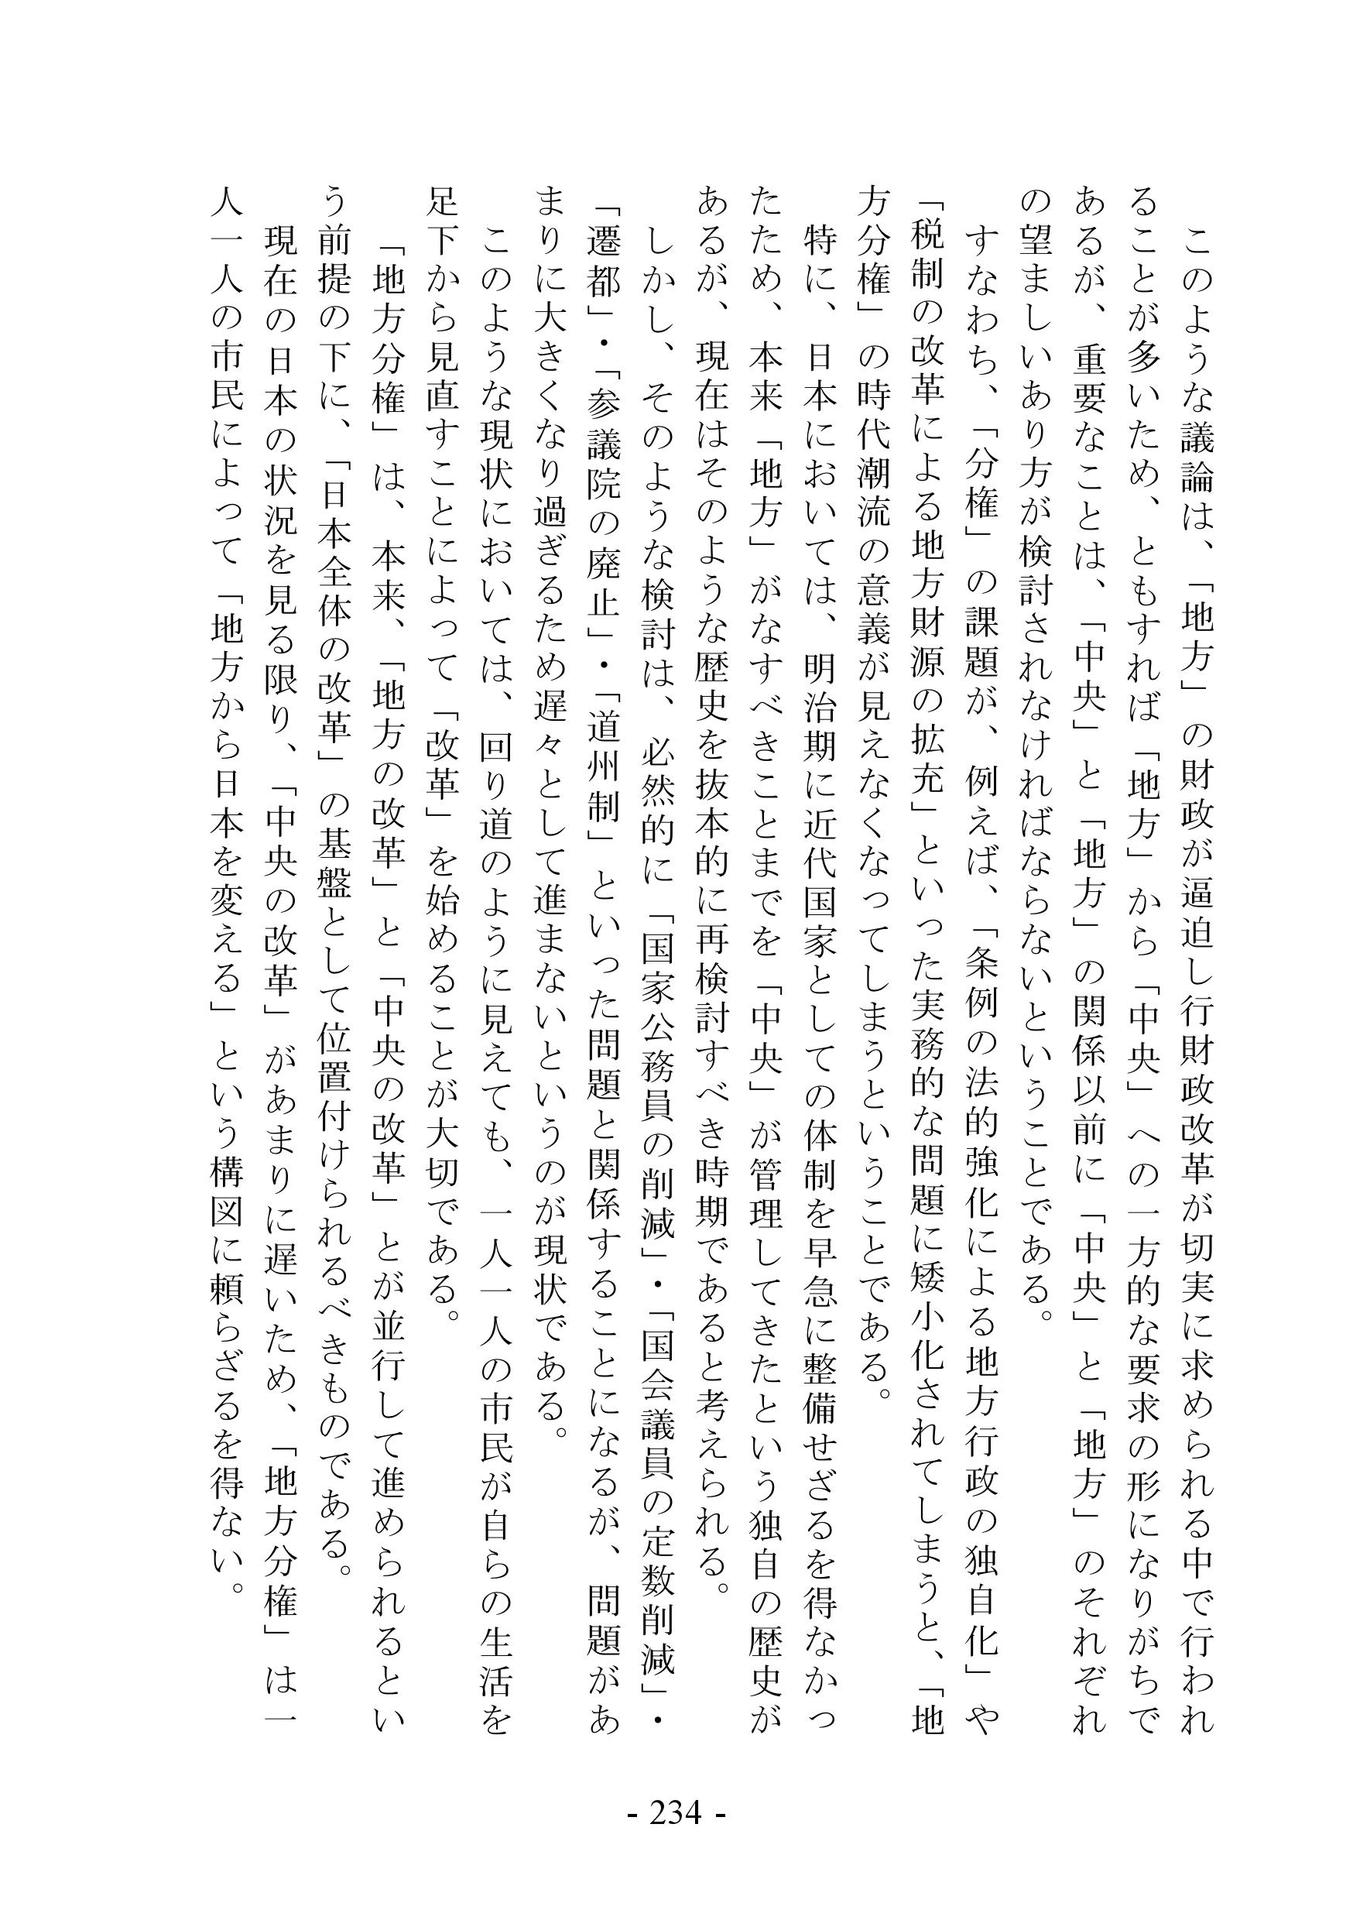 このような議論は、「地方」の財政が逼迫し行財政改革が切実に求められる中で行われ
ることが多いため、ともすれば「地方」から「中央」への一方的な要求の形になりがちで
あるが、重要なことは、「中央」と「地方」の関係以前に「中央」と「地方」のそれぞれ
の望ましいあり方が検討されなければならないということである。
すなわち、「分権」の課題が、例えば、「条例の法的強化による地方行政の独自化」や
「税制の改革による地方財源の拡充」といった実務的な問題に矮小化されてしまうと、「地
方分権」の時代潮流の意義が見えなくなってしまうということである。
特に、日本においては、明治期に近代国家としての体制を早急に整備せざるを得なかっ
たため、本来「地方」がなすべきことまでを「中央」が管理してきたという独自の歴史が
あるが、現在はそのような歴史を抜本的に再検討すべき時期であると考えられる。
しかし、そのような検討は、必然的に「国家公務員の削減」・「国会議員の定数削減」・
「遷都」・「参議院の廃止」・「道州制」といった問題と関係することになるが、問題があ
まりに大きくなり過ぎるため遅々として進まないというのが現状である。
このような現状においては、回り道のように見えても、一人一人の市民が自らの生活を
足下から見直すことによって「改革」を始めることが大切である。
「地方分権」は、本来、「地方の改革」と「中央の改革」とが並行して進められるとい
う前提の下に、「日本全体の改革」の基盤として位置付けられるべきものである。
現在の日本の状況を見る限り、「中央の改革」があまりに遅いため、「地方分権」は一
人一人の市民によって「地方から日本を変える」という構図に頼らざるを得ない。
- 234 -